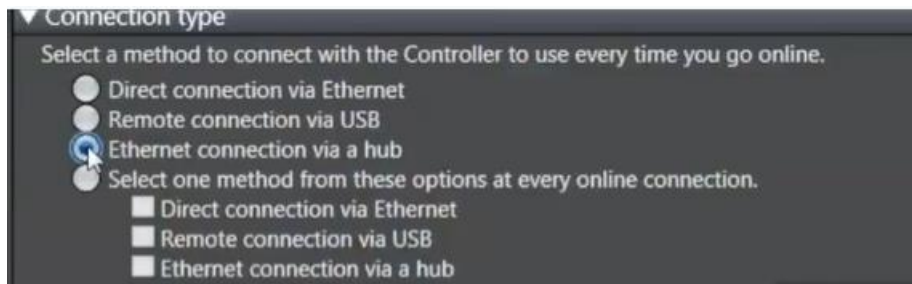 Connection type
Select a method to connect with the Controller to use every time you go online.
Direct connection via Ethernet
Remote connection via USB
Ethernet connection via a hub
Select one method from these options at every online connection.
Direct connection via Ethernet
Remote connection via USB
Ethernet connection via a hub